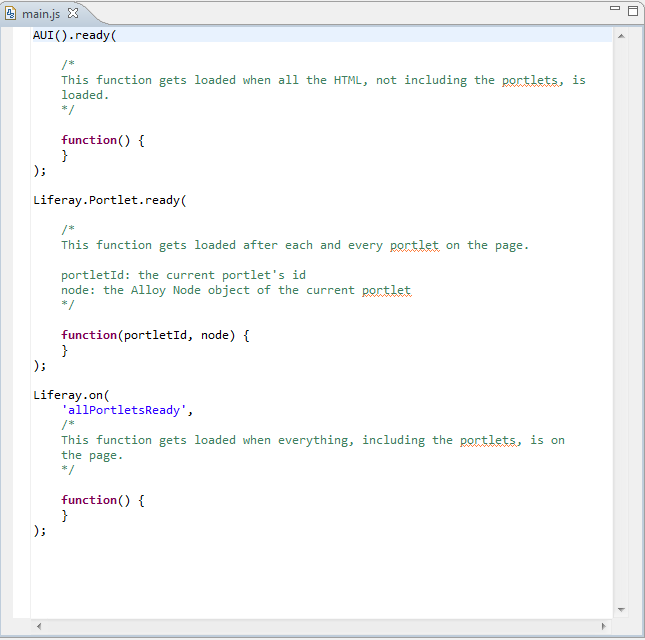 main.js
AUI().ready(
/*
This function gets loaded when all the HTML, not including the portlets, is
loaded.
*/
function() {
}
);
Liferay.Portlet.ready(
/*
This function gets loaded after each and every portlet on the page.
portletId: the current portlet's id
node: the Alloy Node object of the current portlet
*/
function(portletId, node) {
}
);
Liferay.on(
'allPortletsReady',
/*
This function gets loaded when everything, including the portlets, is on
the page.
*/
function() {
}
);